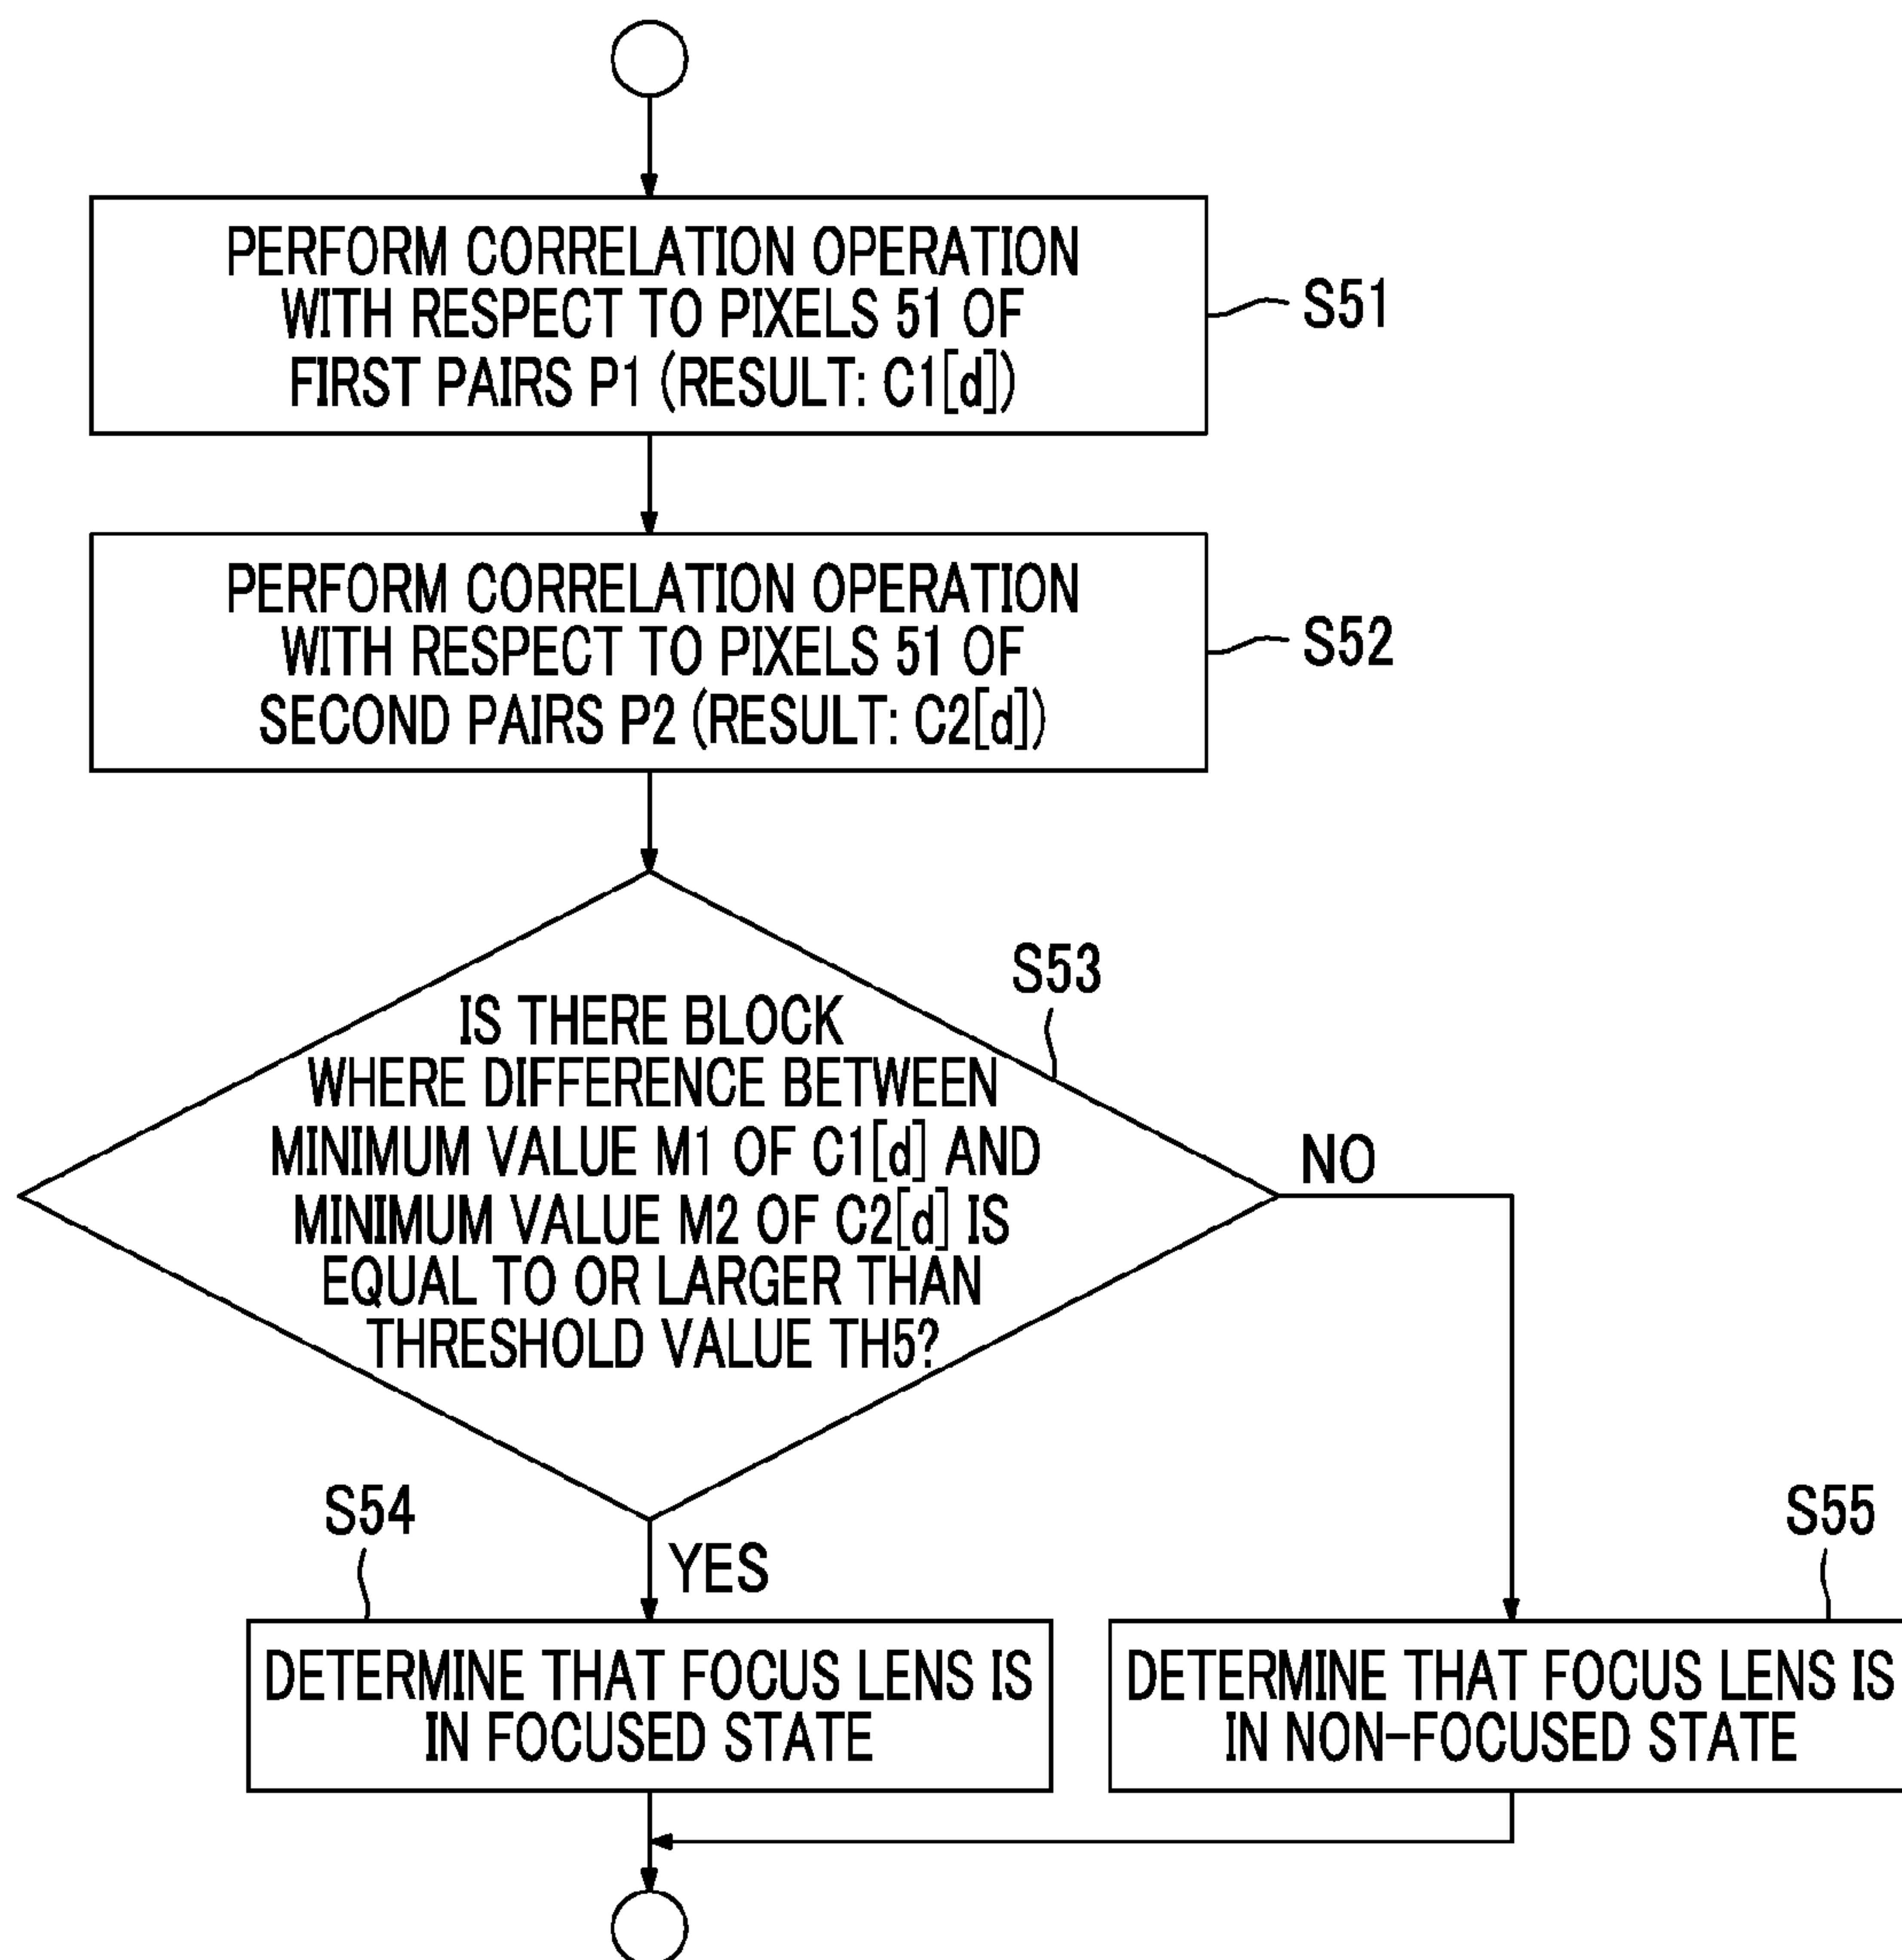 PERFORM CORRELATION OPERATION
WITH RESPECT TO PIXELS 51 OF
FIRST PAIRS P1 (RESULT: C1[d])
S51
PERFORM CORRELATION OPERATION
WITH RESPECT TO PIXELS 51 OF
SECOND PAIRS P2 (RESULT: C2[d])
S52
S53
IS THERE BLOCK
WHERE DIFFERENCE BETWEEN
MINIMUM VALUE M1 OF C1[d] AND
MINIMUM VALUE M2 OF C2[d] IS
EQUAL TO OR LARGER THAN
THRESHOLD VALUE TH5?
NO
YES
S54
DETERMINE THAT FOCUS LENS IS
IN FOCUSED STATE
S55
DETERMINE THAT FOCUS LENS IS
IN NON-FOCUSED STATE